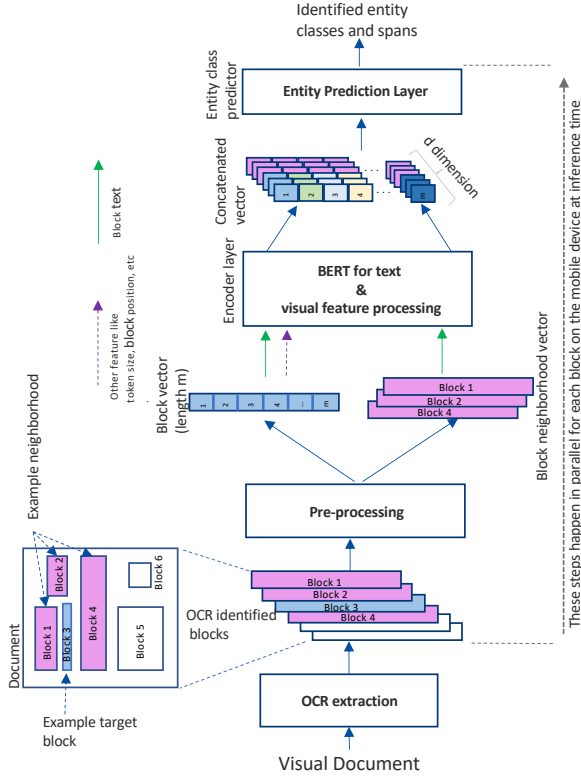 Identified entity
classes and spans
Entity class
predictor
Entity Prediction Layer
Concatenated
vector
1
2
3
4
...
m
d dimension
Block text
Other feature like
token size, block position, etc
Encoder layer
BERT for text
&
visual feature processing
Block vector
(length m)
1
2
3
4
...
m
Block 1
Block 2
Block 4
Block neighborhood vector
Example neighborhood
Pre-processing
Document
Block 1
Block 2
Block 3
Block 4
Block 5
Block 6
Example target
block
OCR identified
blocks
Block 1
Block 2
Block 3
Block 4
OCR extraction
Visual Document
These steps happen in parallel for each block on the mobile device at inference time